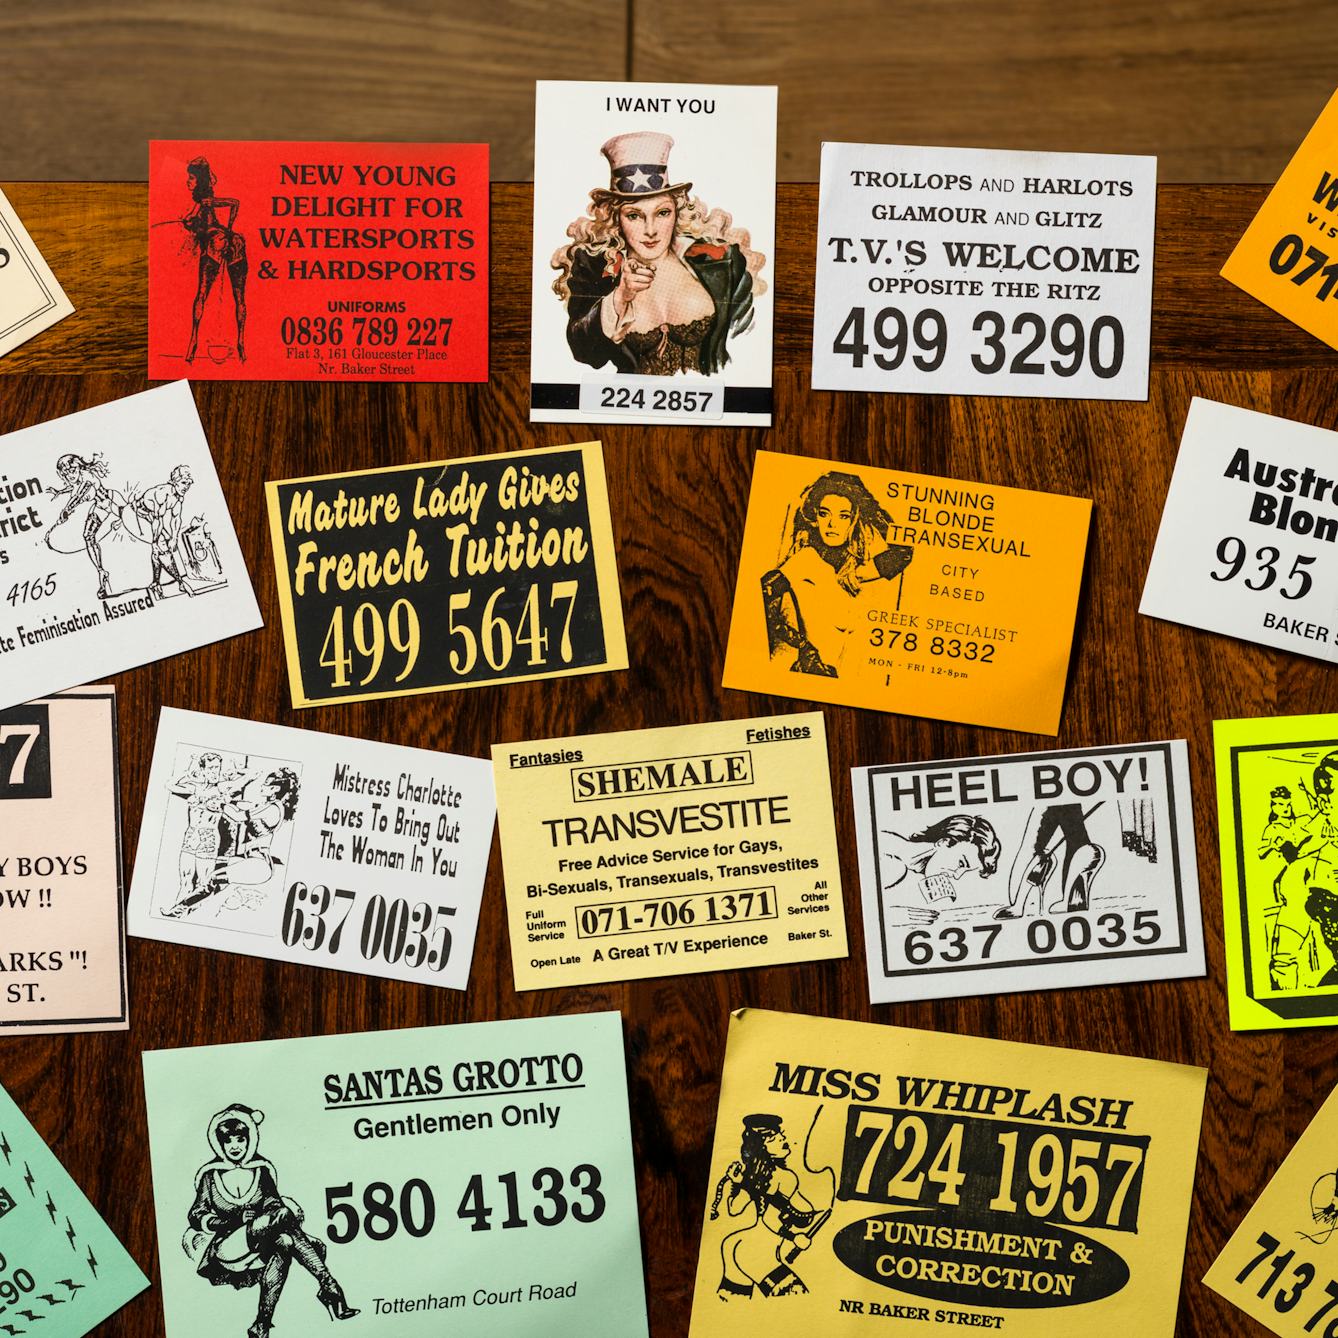 NEW YOUNG
DELIGHT FOR
WATERSPORTS
& HARDSPORTS
UNIFORMS
0836 789 227
Flat 3, 161 Gloucester Place
Nr. Baker Street
I WANT YOU
224 2857
TROLLOPS AND HARLOTS
GLAMOUR AND GLITZ
T.V.'S WELCOME
OPPOSITE THE RITZ
499 3290
071
4165
Feminisation Assured
Mature Lady Gives
French Tuition
499 5647
STUNNING
BLONDE
TRANSEXUAL
CITY
BASED
GREEK SPECIALIST
378 8332
MON - FRI 12-8pm
935
BAKER
7
BOYS
!!
"!
ST.
Mistress Charlotte
Loves To Bring Out
The Woman In You
637 0035
Fantasies
Fetishes
SHEMALE
TRANSVESTITE
Free Advice Service for Gays,
Bi-Sexuals, Transexuals, Transvestites
Full
Uniform
Service
071-706 1371
All
Other
Services
Open Late
A Great T/V Experience
Baker St.
HEEL BOY!
637 0035
SANTAS GROTTO
Gentlemen Only
580 4133
Tottenham Court Road
MISS WHIPLASH
724 1957
PUNISHMENT &
CORRECTION
NR BAKER STREET
90
713